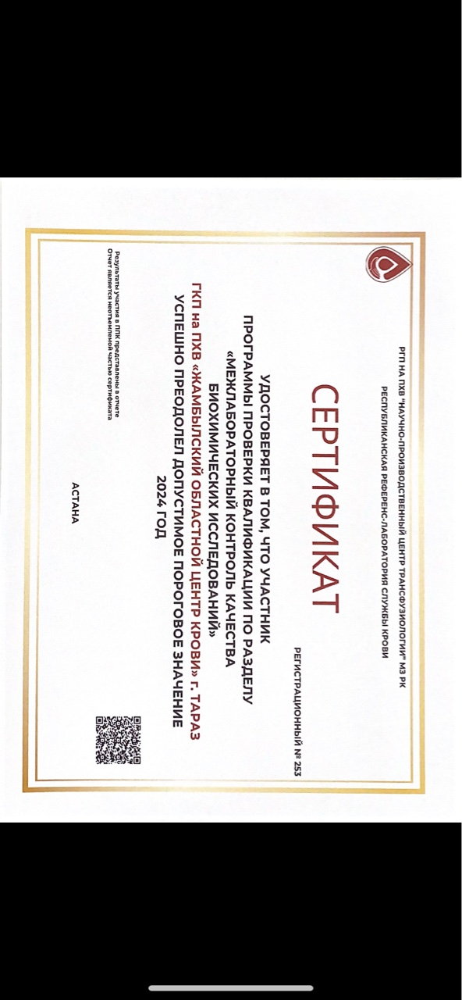 РГП НА ПХВ "НАУЧНО-ПРОИЗВОДСТВЕННЫЙ ЦЕНТР ТРАНСФУЗИОЛОГИИ" МЗ РК
РЕСПУБЛИКАНСКАЯ РЕФЕРЕНС-ЛАБОРАТОРИЯ СЛУЖБЫ КРОВИ
СЕРТИФИКАТ
РЕГИСТРАЦИОННЫЙ № 253
УДОСТОВЕРЯЕТ В ТОМ, ЧТО УЧАСТНИК
ПРОГРАММЫ ПРОВЕРКИ КВАЛИФИКАЦИИ ПО РАЗДЕЛУ
«МЕЖЛАБОРАТОРНЫЙ КОНТРОЛЬ КАЧЕСТВА
БИОХИМИЧЕСКИХ ИССЛЕДОВАНИЙ»
ГКП на ПХВ «ЖАМБЫЛСКИЙ ОБЛАСТНОЙ ЦЕНТР КРОВИ» г. ТАРАЗ
УСПЕШНО ПРЕОДОЛЕЛ ДОПУСТИМОЕ ПОРОГОВОЕ ЗНАЧЕНИЕ
2024 ГОД
Результаты участия в ППК представлены в отчете
Отчет является неотъемлемой частью сертификата
АСТАНА